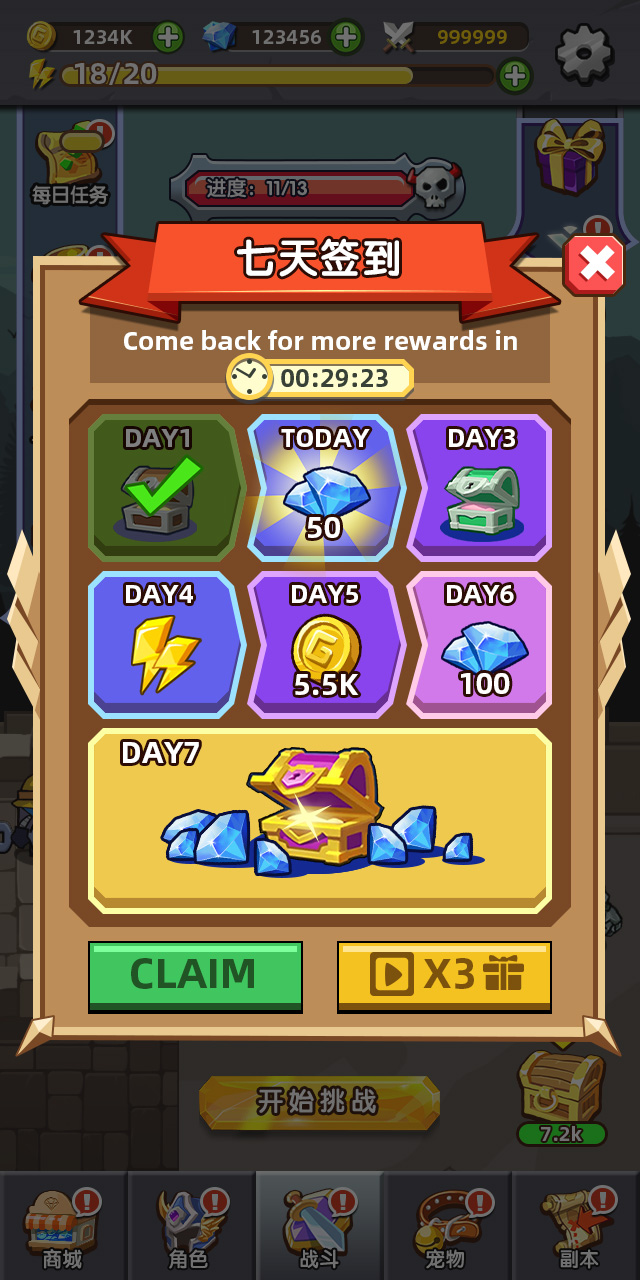 1234K
123456
999999
18/20
每日任务
进度: 11/13
七天签到
Come back for more rewards in
00:29:23
DAY1
TODAY
50
DAY3
DAY4
DAY5
5.5K
DAY6
100
DAY7
CLAIM
X3
开始挑战
7.2k
商城
角色
战斗
宠物
副本